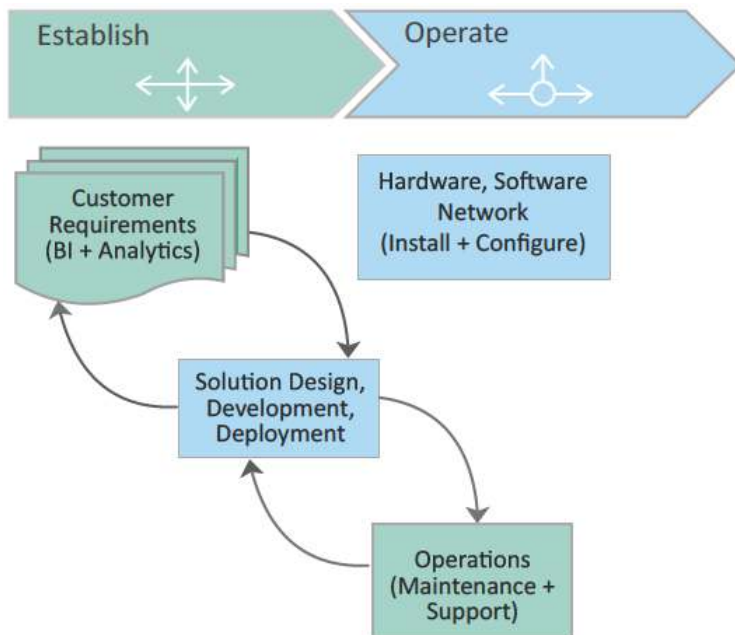 Establish
Operate
Customer
Requirements
(BI + Analytics)
Hardware, Software
Network
(Install + Configure)
Solution Design,
Development,
Deployment
Operations
(Maintenance +
Support)